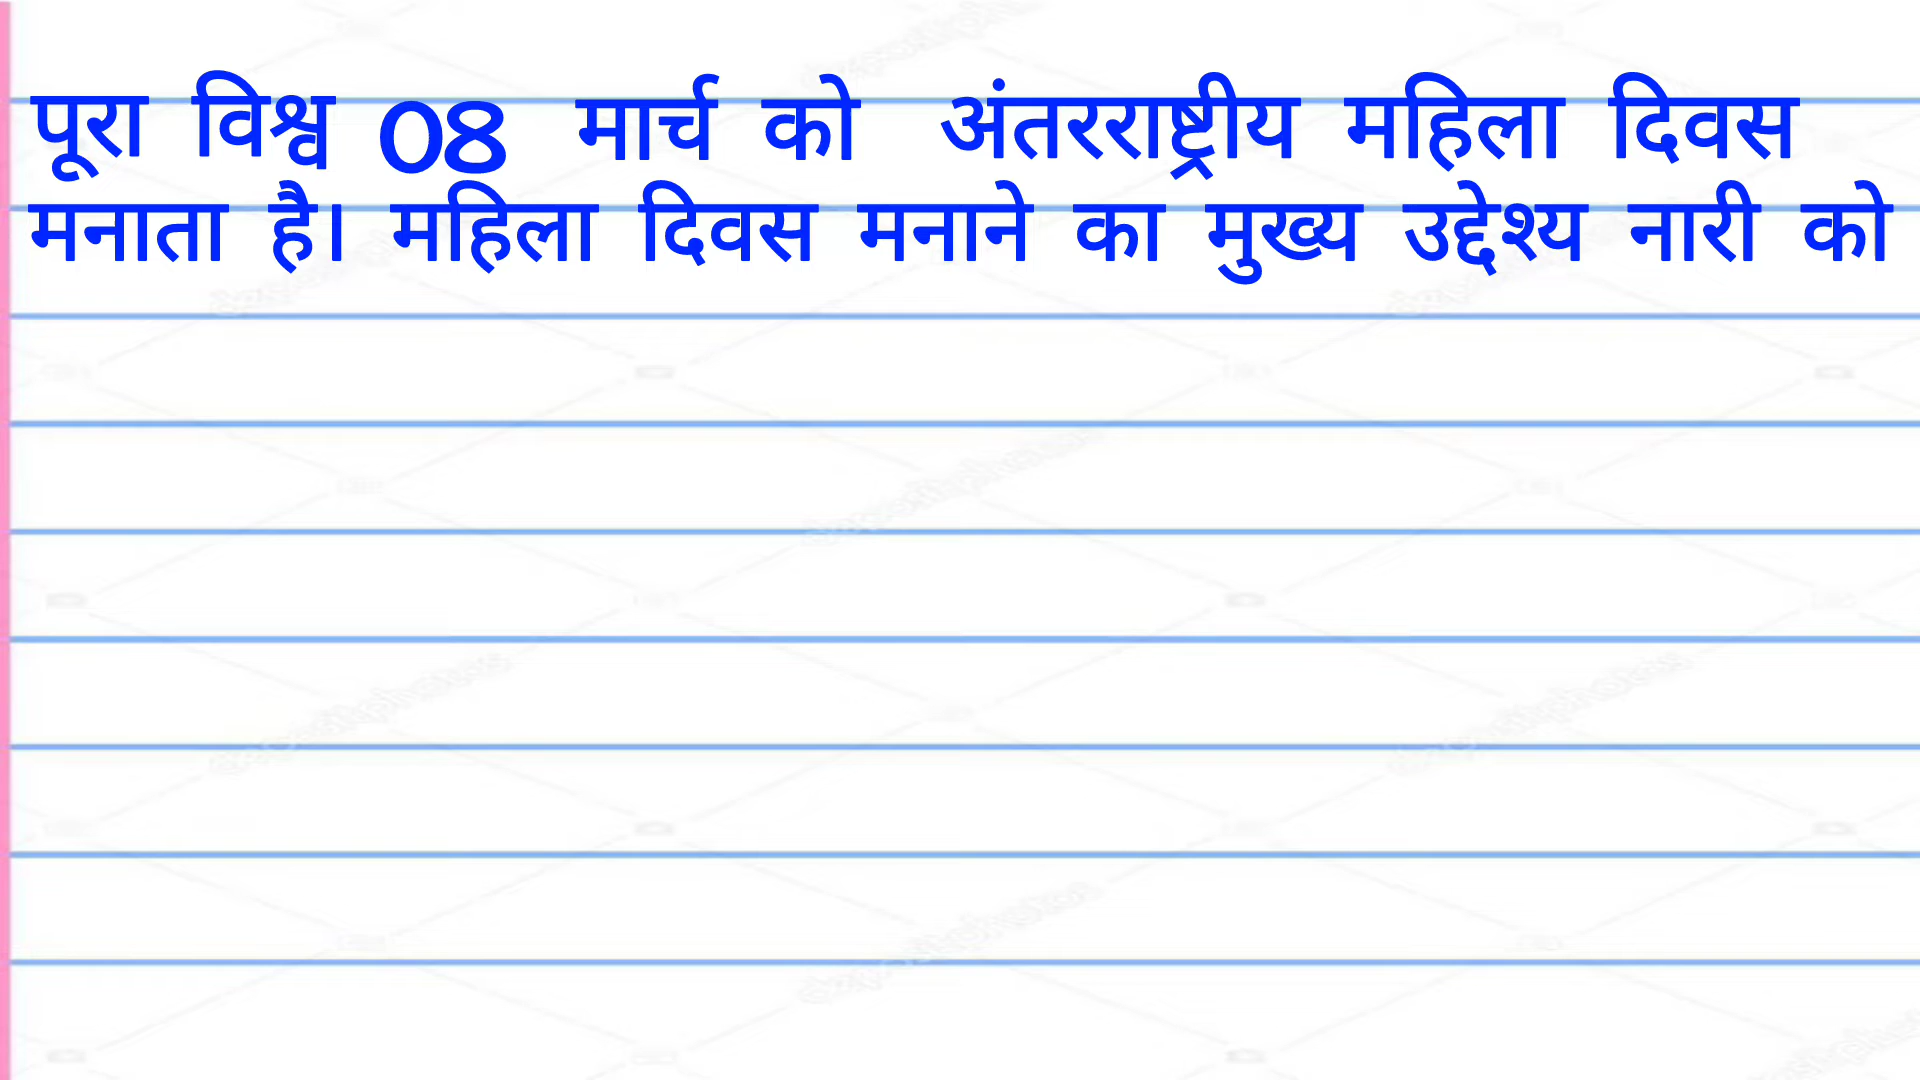 पूरा विश्व 08 मार्च को अंतरराष्ट्रीय महिला दिवस
मनाता है। महिला दिवस मनाने का मुख्य उद्देश्य नारी को